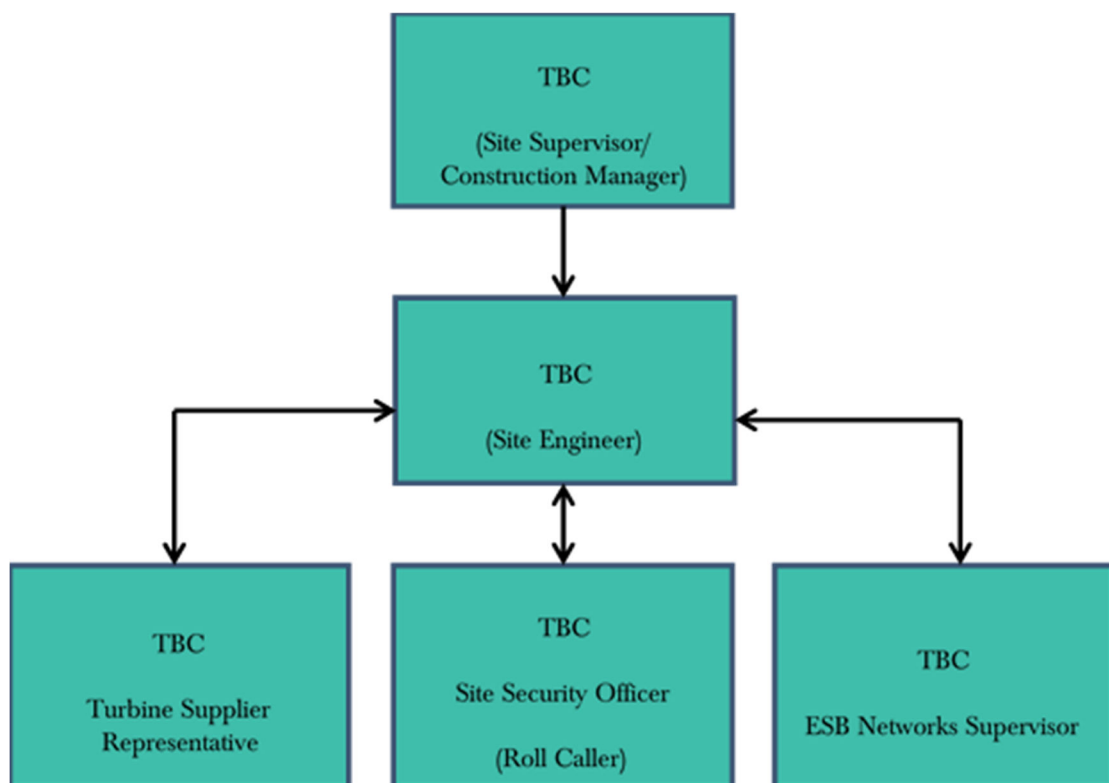 TBC
(Site Supervisor/
Construction Manager)
TBC
(Site Engineer)
TBC
Turbine Supplier
Representative
TBC
Site Security Officer
(Roll Caller)
TBC
ESB Networks Supervisor